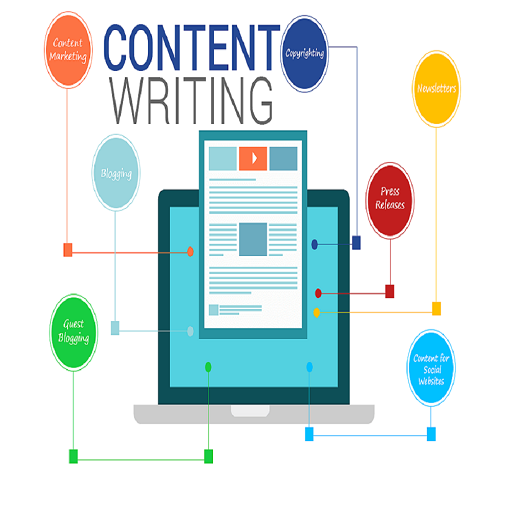 Content
Marketing
CONTENT
WRITING
Copyrighting
Newsletters
Blogging
Press
Releases
Guest
Blogging
Content for
Social
Websites